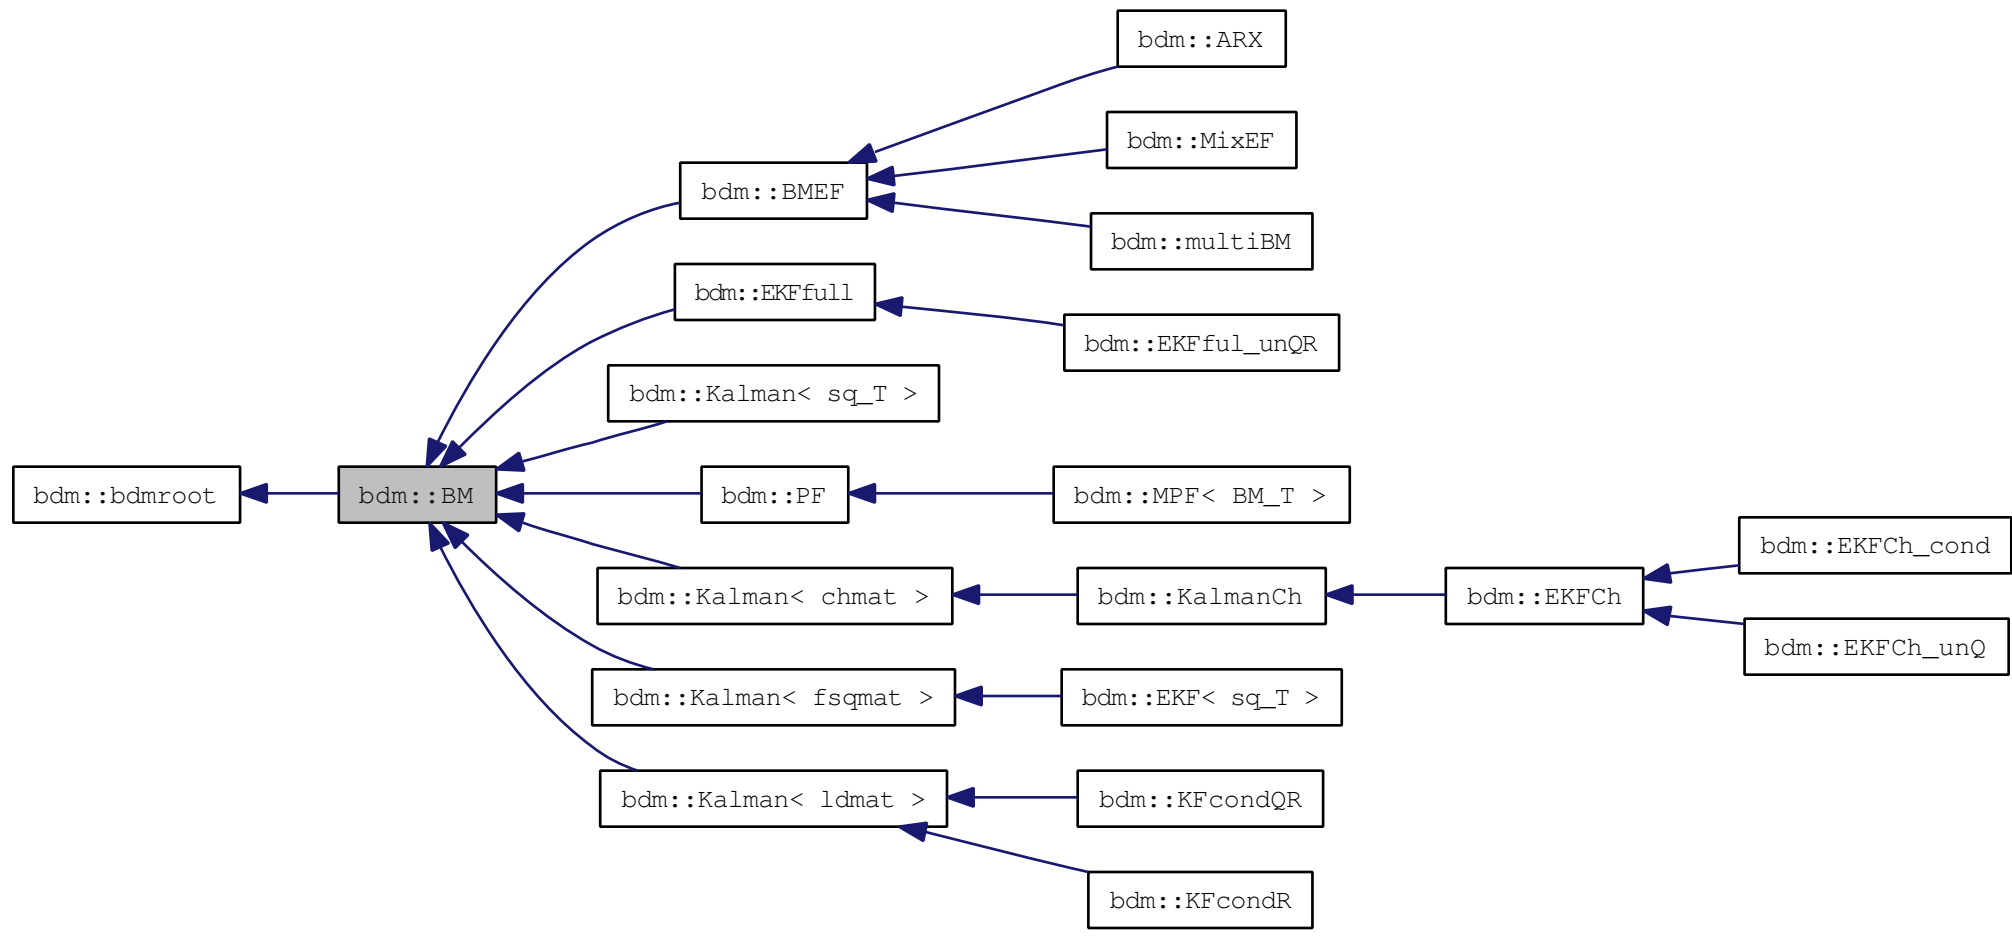 bdm::ARX
bdm::MixEF
bdm::BMEF
bdm::multiBM
bdm::EKFfull
bdm::EKFful_unQR
bdm::Kalman< sq_T >
bdm::bdmroot
bdm::BM
bdm::PF
bdm::MPF< BM_T >
bdm::EKFCh_cond
bdm::Kalman< chmat >
bdm::KalmanCh
bdm::EKFCh
bdm::EKFCh_unQ
bdm::Kalman< fsqmat >
bdm::EKF< sq_T >
bdm::Kalman< ldmat >
bdm::KFcondQR
bdm::KFcondR